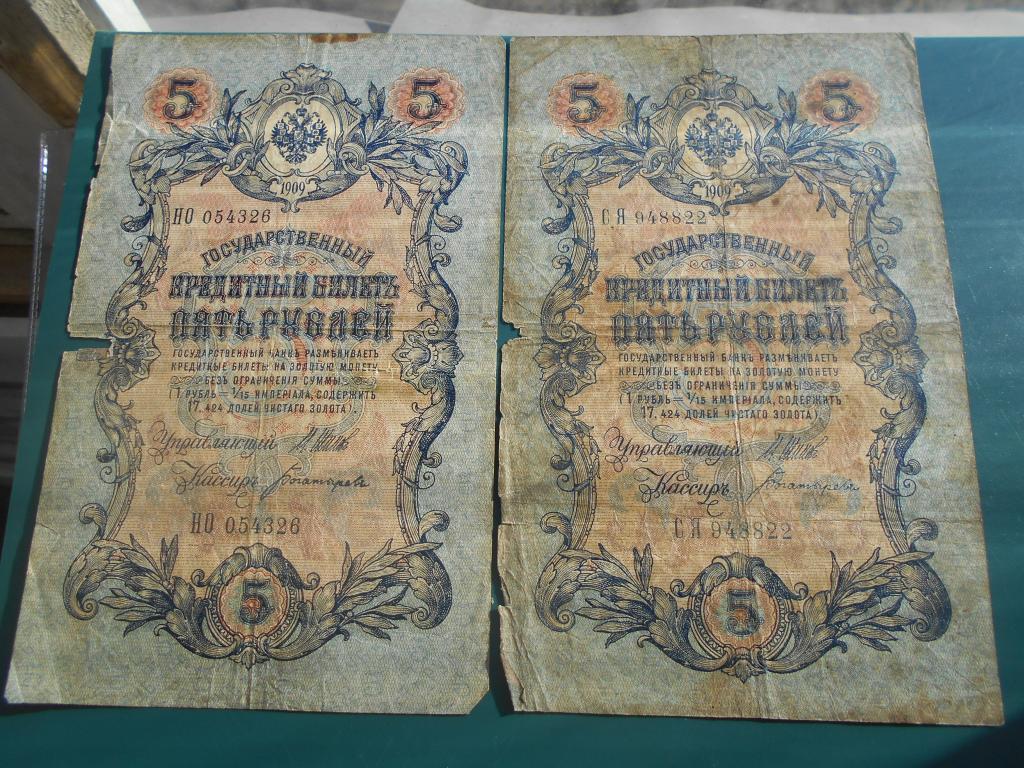 5 5
1909
НО 054326
ГОСУДАРСТВЕННЫЙ
КРЕДИТНЫЙ БИЛЕТЪ
ПЯТЬ РУБЛЕЙ
ГОСУДАРСТВЕННЫЙ БАНКЪ РАЗМѢНИВАЕТЪ
КРЕДИТНЫЕ БИЛЕТЫ НА ЗОЛОТУЮ МОНЕТУ
БЕЗЪ ОГРАНИЧЕНІЯ СУММЫ
(1 РУБЛЬ = 1/15 ИМПЕРІАЛА, СОДЕРЖИТЪ
17,424 ДОЛЕЙ ЧИСТАГО ЗОЛОТА).
Управляющій
Кассиръ Богатыревъ
НО 054326
5
5 5
1909
СЯ 948822
ГОСУДАРСТВЕННЫЙ
КРЕДИТНЫЙ БИЛЕТЪ
ПЯТЬ РУБЛЕЙ
ГОСУДАРСТВЕННЫЙ БАНКЪ РАЗМѢНИВАЕТЪ
КРЕДИТНЫЕ БИЛЕТЫ НА ЗОЛОТУЮ МОНЕТУ
БЕЗЪ ОГРАНИЧЕНІЯ СУММЫ
(1 РУБЛЬ = 1/15 ИМПЕРІАЛА, СОДЕРЖИТЪ
17,424 ДОЛЕЙ ЧИСТАГО ЗОЛОТА).
Управляющій
Кассиръ Богатыревъ
СЯ 948822
5